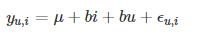 y_{u,i} = μ + bi + bu + ϵ_{u,i}